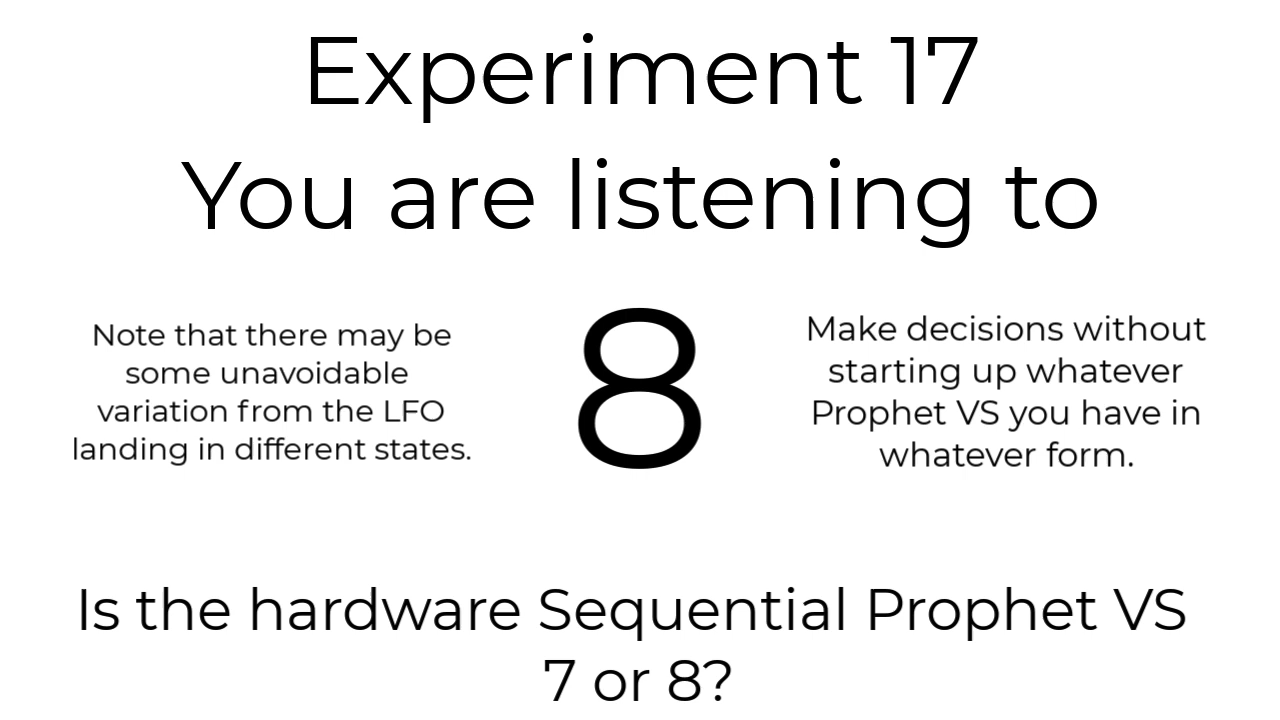 Experiment 17
You are listening to
Note that there may be
some unavoidable
variation from the LFO
landing in different states.
8
Make decisions without
starting up whatever
Prophet VS you have in
whatever form.
Is the hardware Sequential Prophet VS
7 or 8?